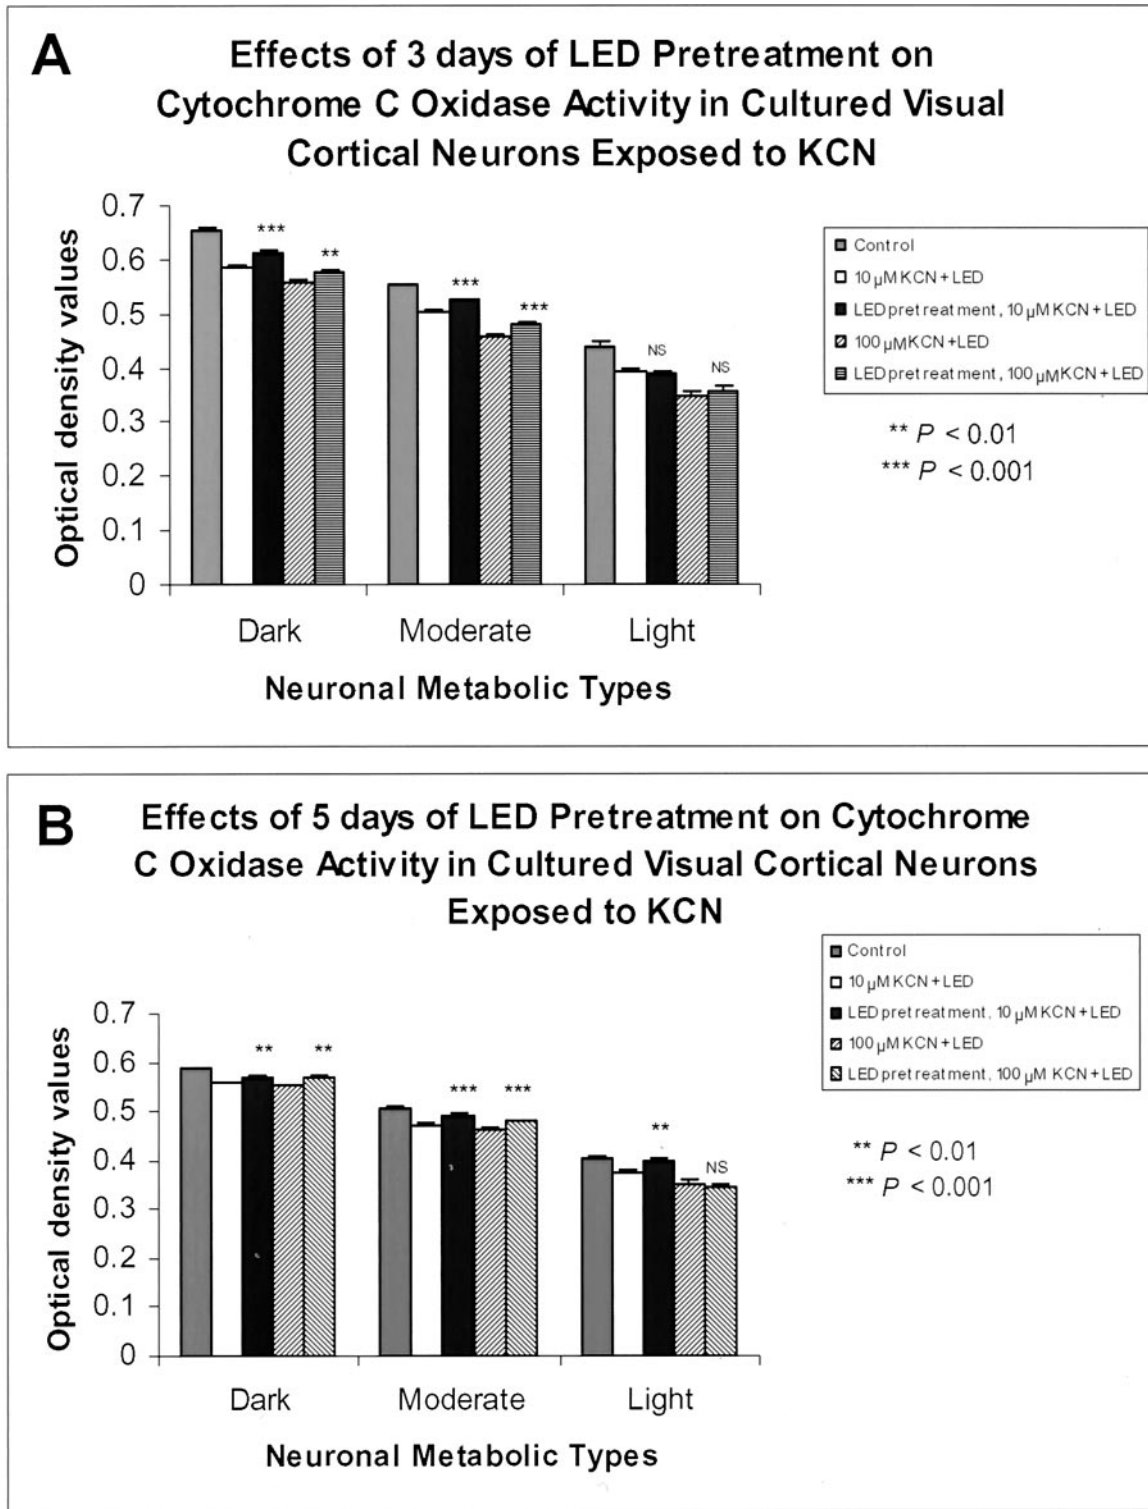 A
Effects of 3 days of LED Pretreatment on
Cytochrome C Oxidase Activity in Cultured Visual
Cortical Neurons Exposed to KCN
Optical density values
0.7
0.6
0.5
0.4
0.3
0.2
0.1
0
***
**
***
***
NS
NS
Dark
Moderate
Light
Neuronal Metabolic Types
Control
10 µM KCN + LED
LED pretreatment, 10 µM KCN + LED
100 µM KCN + LED
LED pretreatment, 100 µM KCN + LED
** P < 0.01
*** P < 0.001
B
Effects of 5 days of LED Pretreatment on Cytochrome
C Oxidase Activity in Cultured Visual Cortical Neurons
Exposed to KCN
Optical density values
0.7
0.6
0.5
0.4
0.3
0.2
0.1
0
**
**
***
***
**
NS
Dark
Moderate
Light
Neuronal Metabolic Types
Control
10 µM KCN + LED
LED pretreatment, 10 µM KCN + LED
100 µM KCN + LED
LED pretreatment, 100 µM KCN + LED
** P < 0.01
*** P < 0.001